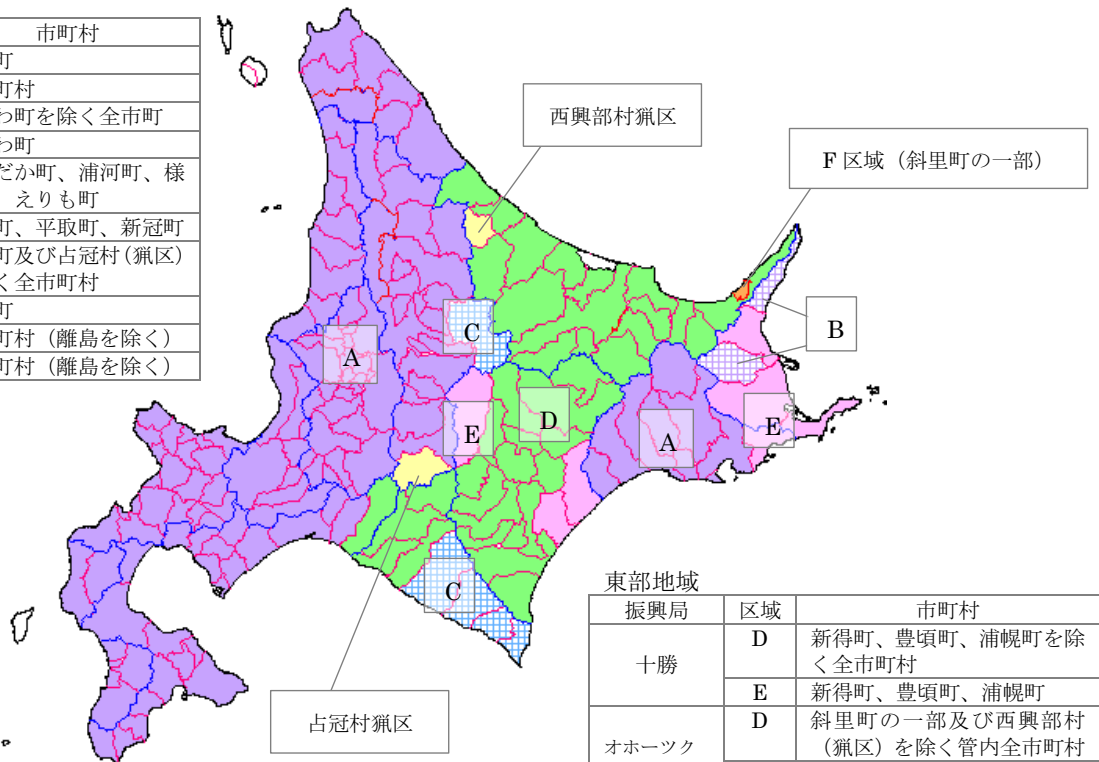 市町村
町
町村
わ町を除く全市町
わ町
だか町、浦河町、様
えりも町
町、平取町、新冠町
町及び占冠村(猟区)
く全市町村
町
町村（離島を除く）
町村（離島を除く）
西興部村猟区
F 区域（斜里町の一部）
B
C
A
E
D
A
E
C
占冠村猟区
東部地域
振興局 区域 市町村
十勝 D 新得町、豊頃町、浦幌町を除
く全市町村
E 新得町、豊頃町、浦幌町
オホーツク D 斜里町の一部及び西興部村
（猟区）を除く管内全市町村